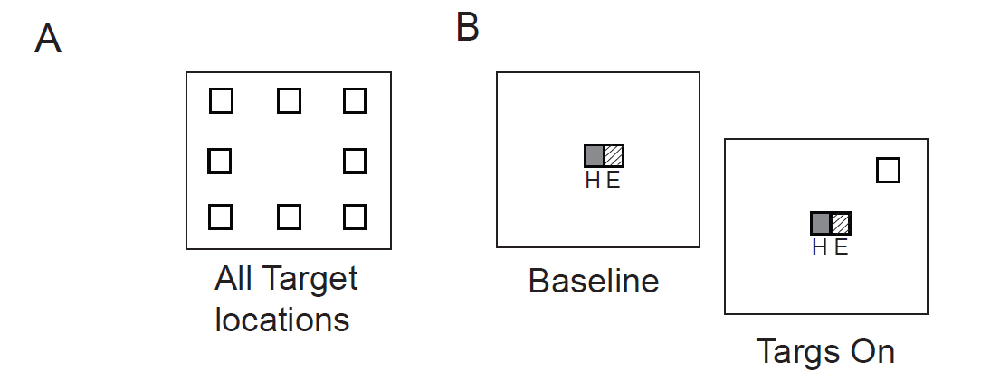 A
All Target
locations
B
H E
Baseline
H E
Targs On